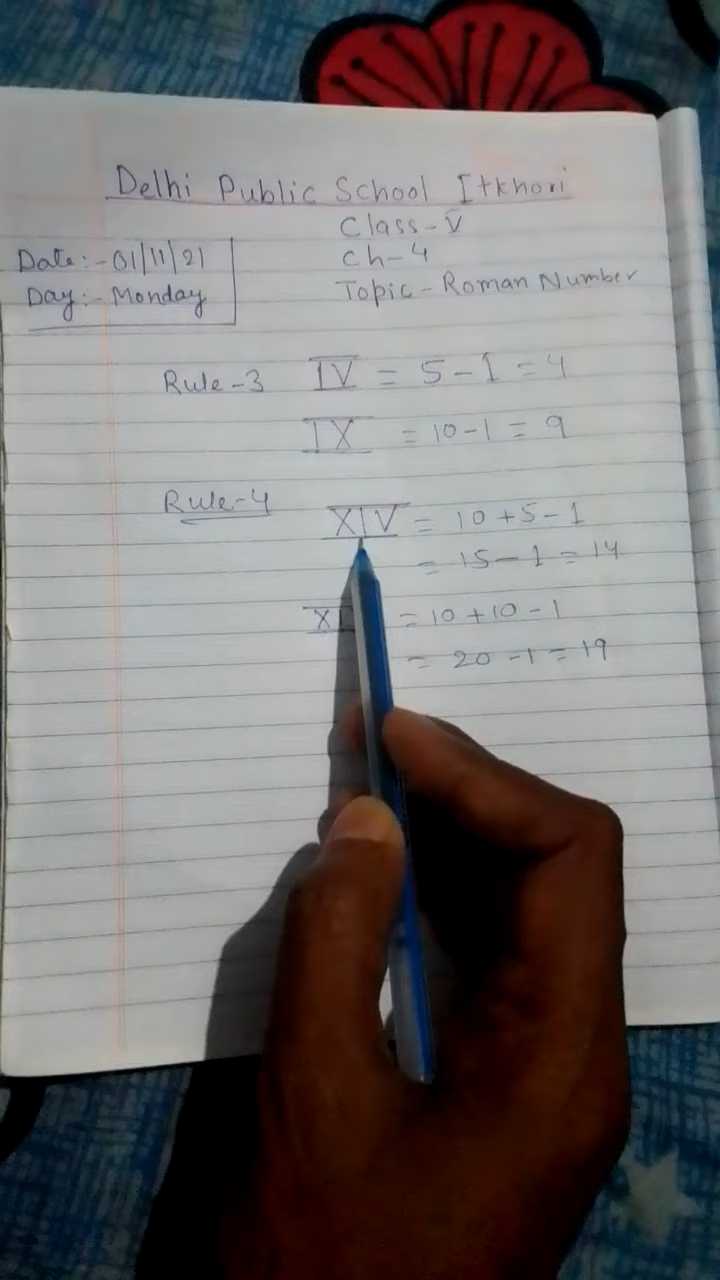 Delhi Public School Itkhori
Class-V
Date:- 01/11/21
Ch-4
Day:- Monday
Topic-Roman Number
Rule-3 IV = 5-1 = 4
IX = 10-1 = 9
Rule-4
XIV = 10+5-1
= 15-1 = 14
= 10+10-1
= 20-1 = 19